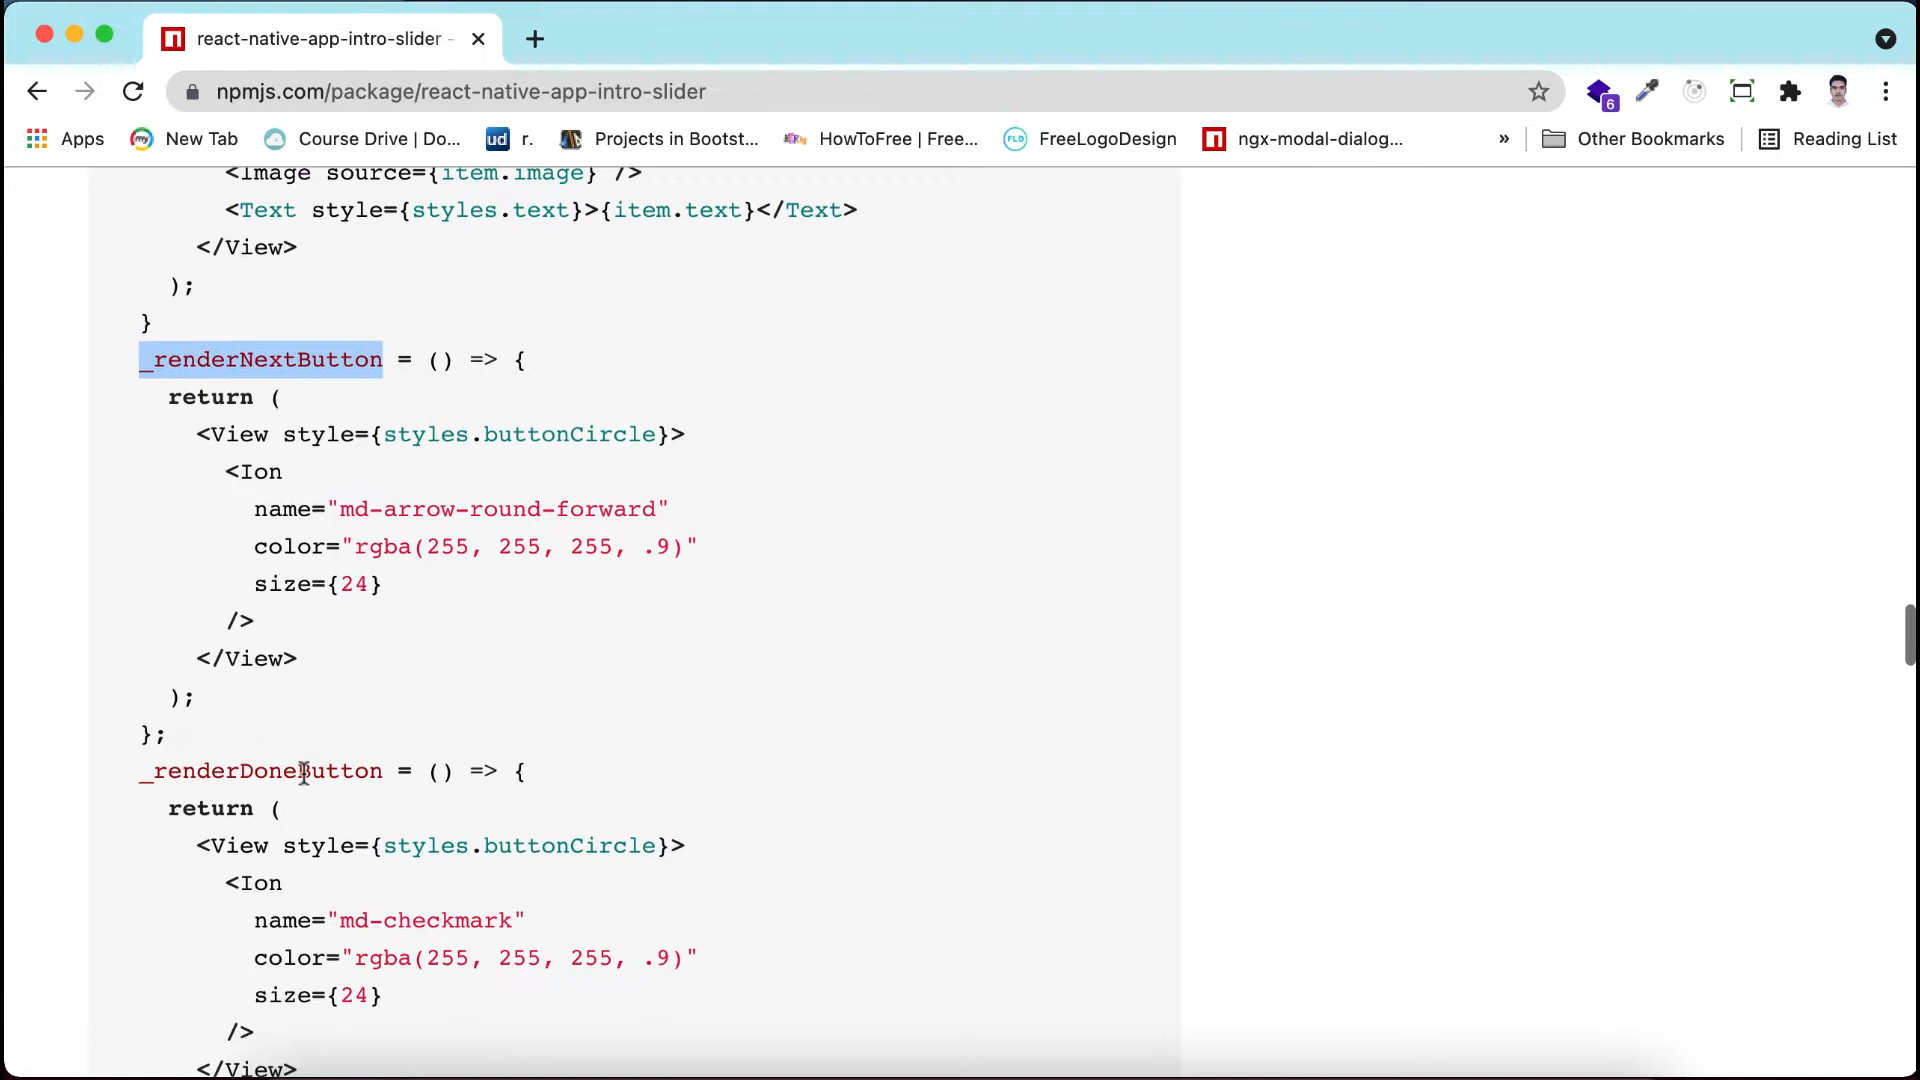 react-native-app-intro-slider -
npmjs.com/package/react-native-app-intro-slider
6
Apps
my New Tab
Course Drive | Do...
ud r.
Projects in Bootst...
HowToFree | Free...
FLD FreeLogoDesign
ngx-modal-dialog...
»
Other Bookmarks
Reading List
<Image source={item.image} />
<Text style={styles.text}>{item.text}</Text>
</View>
);
}
_renderNextButton = () => {
return (
<View style={styles.buttonCircle}>
<Ion
name="md-arrow-round-forward"
color="rgba(255, 255, 255, .9)"
size={24}
/>
</View>
);
};
_renderDoneButton = () => {
return (
<View style={styles.buttonCircle}>
<Ion
name="md-checkmark"
color="rgba(255, 255, 255, .9)"
size={24}
/>
</View>